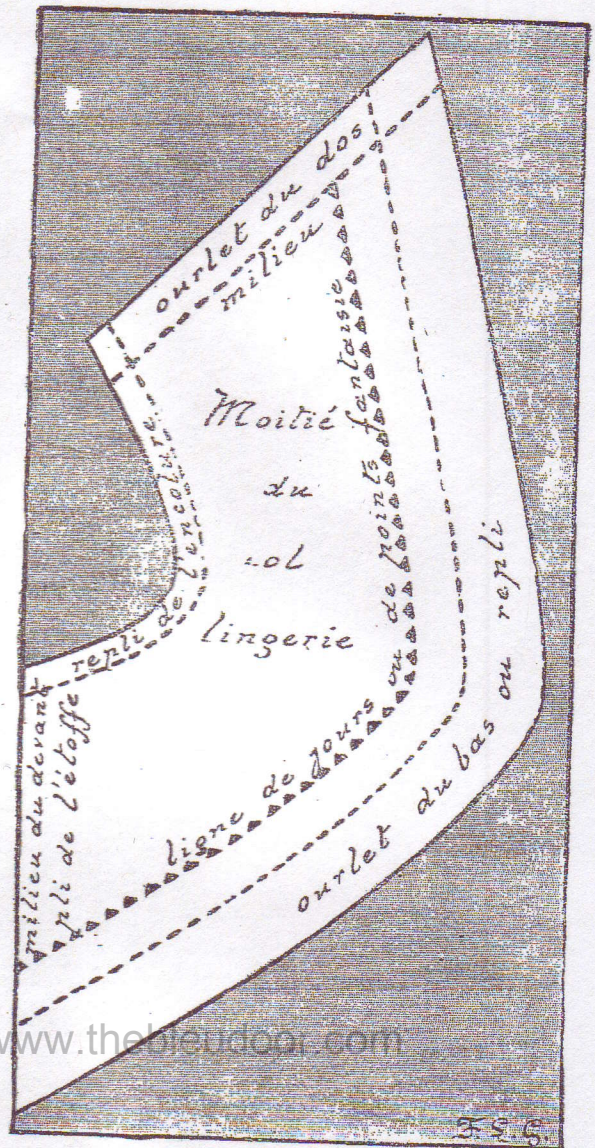 ourlet du dos
milieu
Moitié
du
ol
lingerie
repli de l'encolure
ligne de jours ou de points fantaisie
ourlet du bas ou repli
milieu du devant
pli de l'étoffe
www.thebleudoor.com